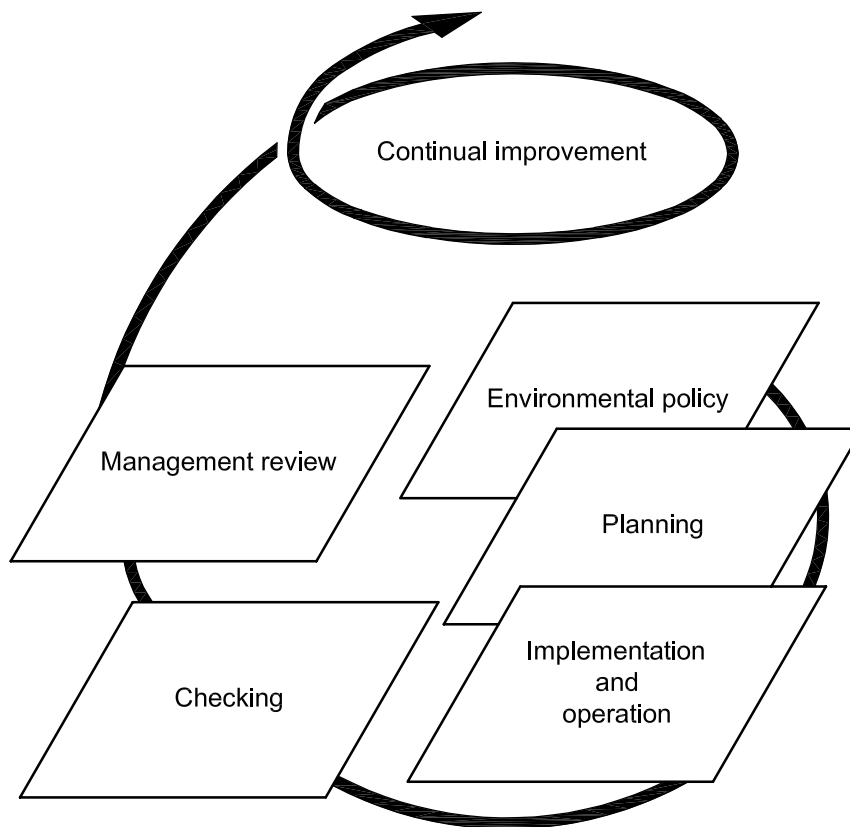 Continual improvement
Environmental policy
Management review
Planning
Implementation
and
operation
Checking